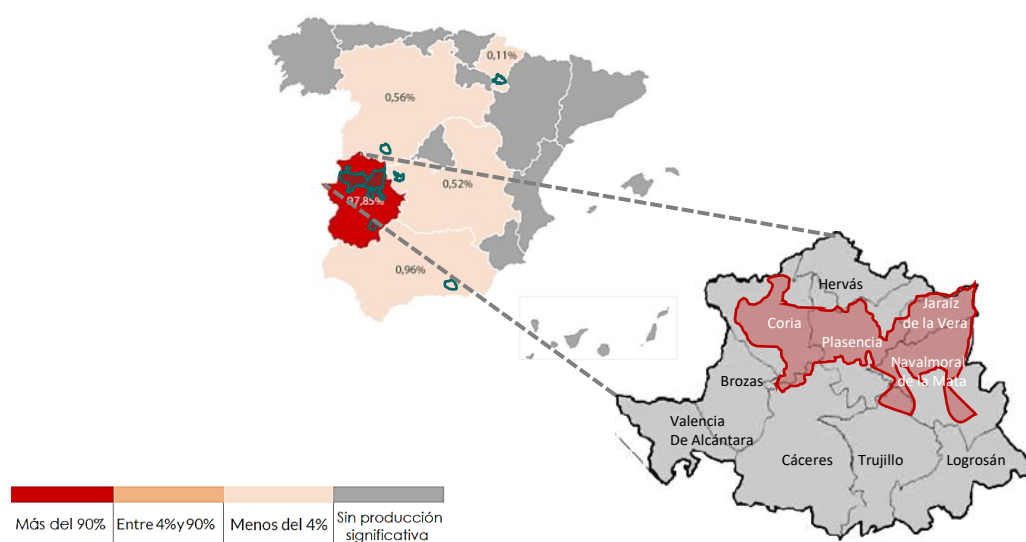 0,11%
0,56%
0,52%
97,85%
0,96%
Hervás
Jaraíz
de la Vera
Coria
Plasencia
Navalmoral
de la Mata
Brozas
Valencia
De Alcántara
Cáceres
Trujillo
Logrosán
Más del 90%
Entre 4%y 90%
Menos del 4%
Sin producción
significativa